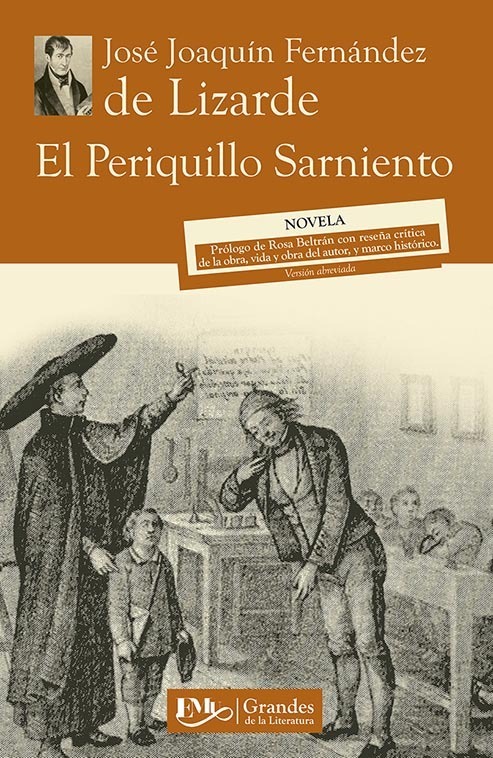 José Joaquín Fernández
de Lizarde
El Periquillo Sarniento
NOVELA
Prólogo de Rosa Beltrán con reseña crítica
de la obra, vida y obra del autor, y marco histórico.
Versión abreviada
EMU
Grandes
de la Literatura